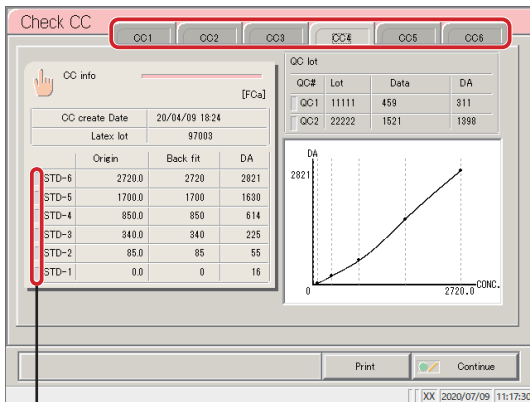 Check CC
CC1 CC2 CC3 CC4 CC5 CC6
CC info
[FCa]
CC create Date 20/04/09 18:24
Latex lot 97003
Origin Back fit DA
STD-6 2720.0 2720 2821
STD-5 1700.0 1700 1630
STD-4 850.0 850 614
STD-3 340.0 340 225
STD-2 85.0 85 55
STD-1 0.0 0 16
QC lot
QC# Lot Data DA
QC1 11111 459 311
QC2 22222 1521 1398
DA
2821
0 2720.0 CONC.
Print Continue
XX 2020/07/09 11:17:3